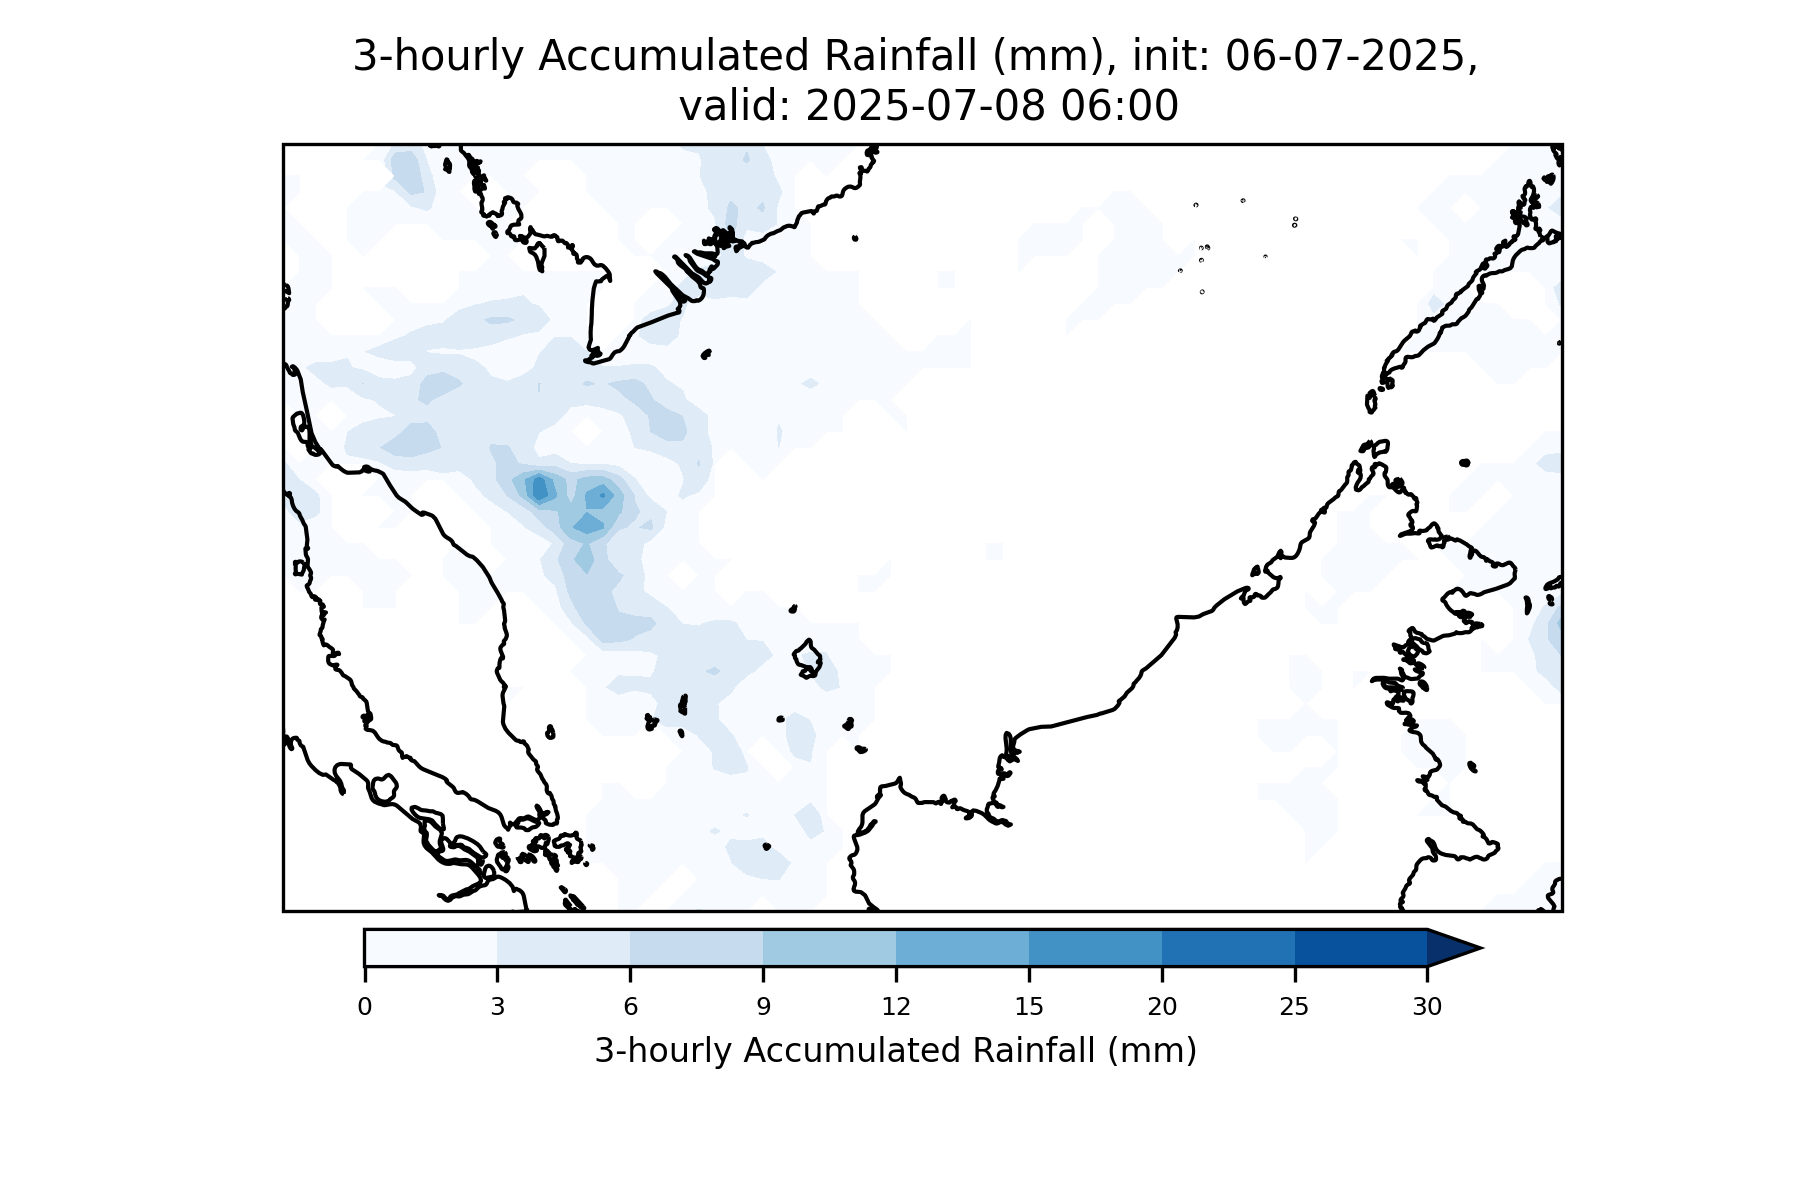 3-hourly Accumulated Rainfall (mm), init: 06-07-2025,
valid: 2025-07-08 06:00
0 3 6 9 12 15 20 25 30
3-hourly Accumulated Rainfall (mm)